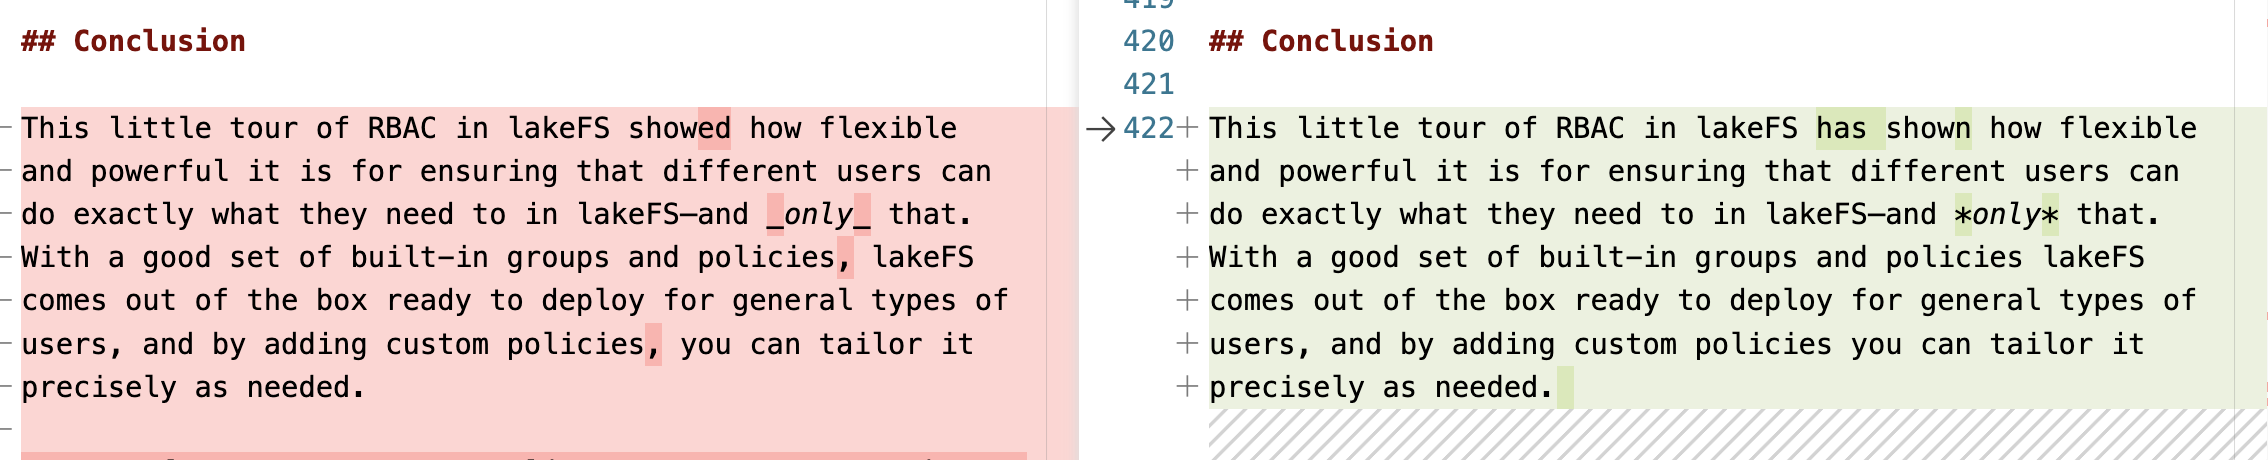 ## Conclusion
This little tour of RBAC in lakeFS showed how flexible
and powerful it is for ensuring that different users can
do exactly what they need to in lakeFS—and _only_ that.
With a good set of built-in groups and policies, lakeFS
comes out of the box ready to deploy for general types of
users, and by adding custom policies, you can tailor it
precisely as needed.
419
420 ## Conclusion
421
422 This little tour of RBAC in lakeFS has shown how flexible
and powerful it is for ensuring that different users can
do exactly what they need to in lakeFS—and *only* that.
With a good set of built-in groups and policies lakeFS
comes out of the box ready to deploy for general types of
users, and by adding custom policies you can tailor it
precisely as needed.